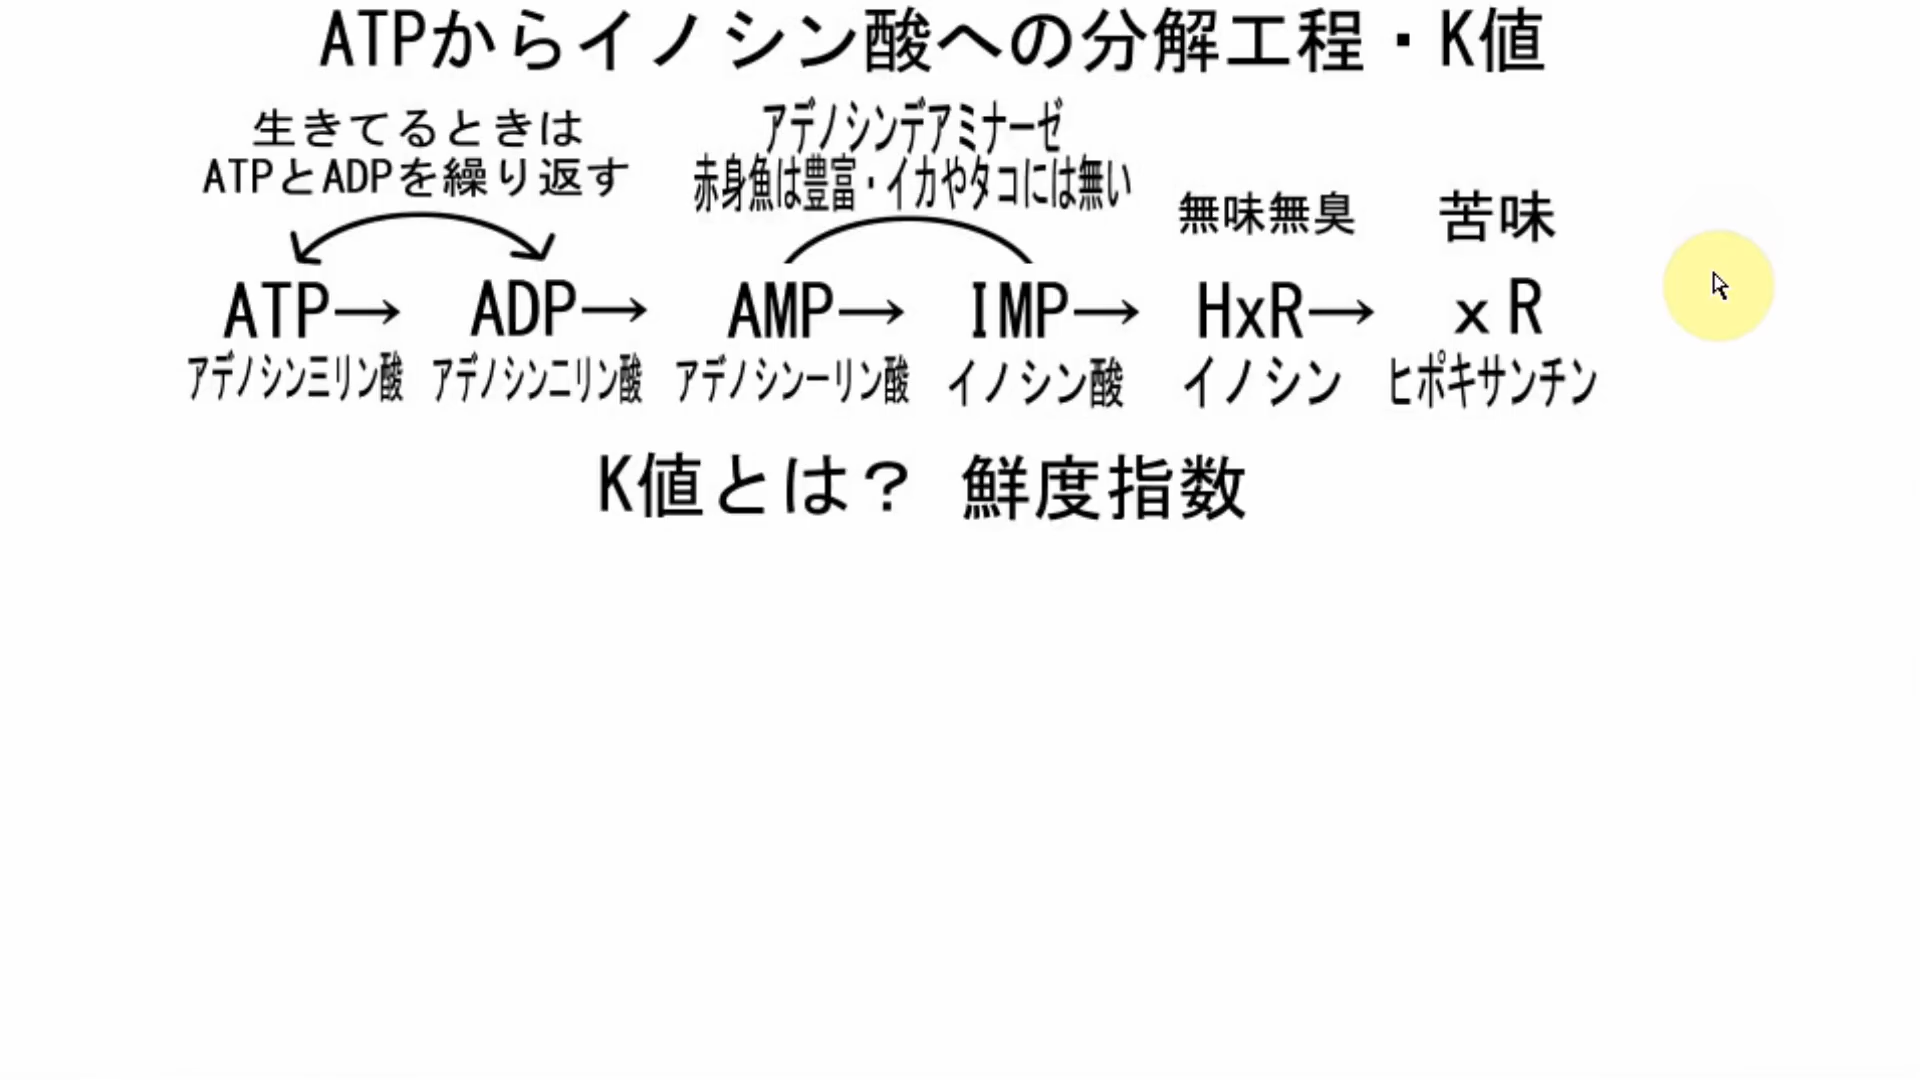 ATPからイノシン酸への分解工程・K値
生きてるときは
ATPとADPを繰り返す
アデノシンデアミナーゼ
赤身魚は豊富・イカやタコには無い
無味無臭
苦味
ATP→ ADP→ AMP→ IMP→ HxR→ xR
アデノシン三リン酸 アデノシン二リン酸 アデノシン一リン酸 イノシン酸 イノシン ヒポキサンチン
K値とは？ 鮮度指数